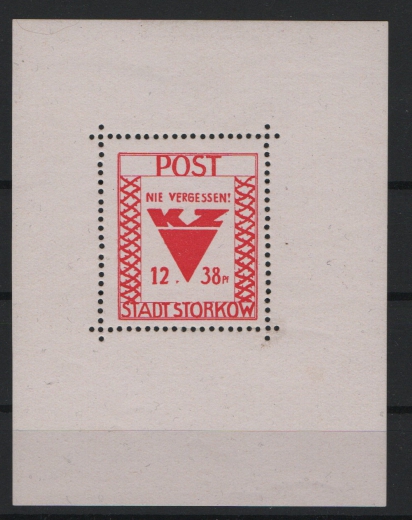 POST
NIE VERGESSEN!
KZ
12 . 38 Pf
STADT STORKOW